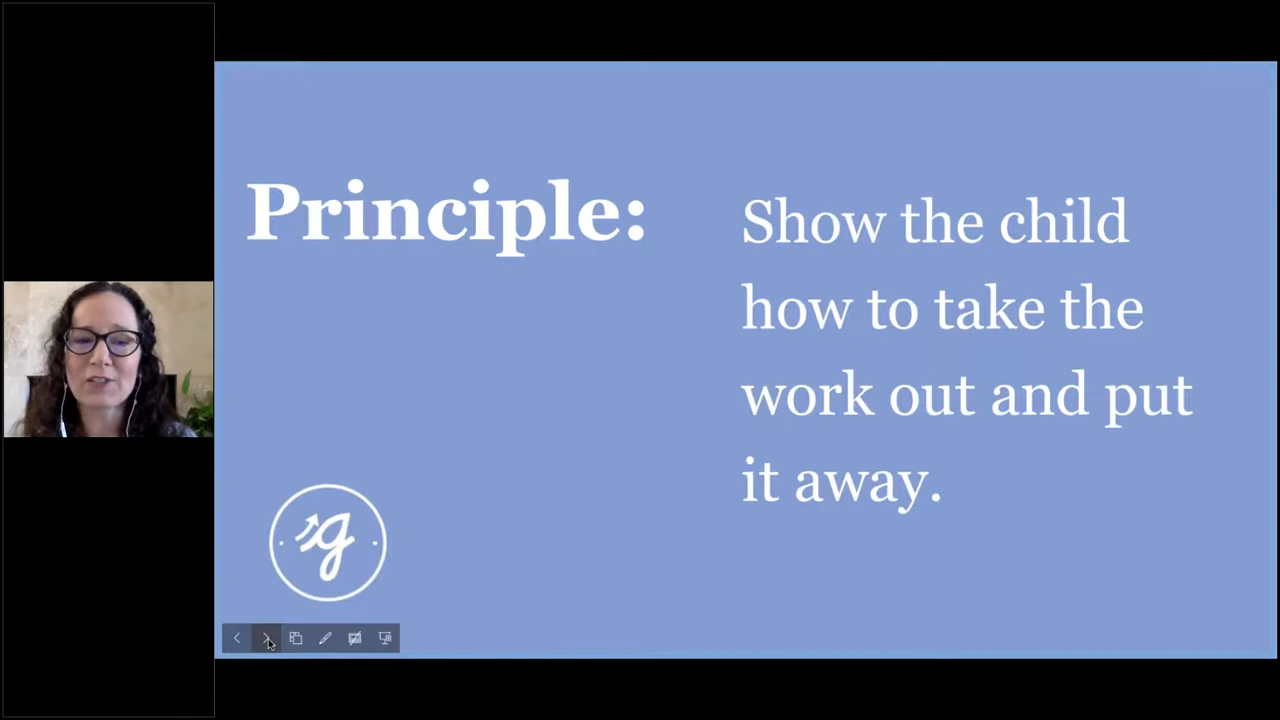 Principle:
Show the child
how to take the
work out and put
it away.
g